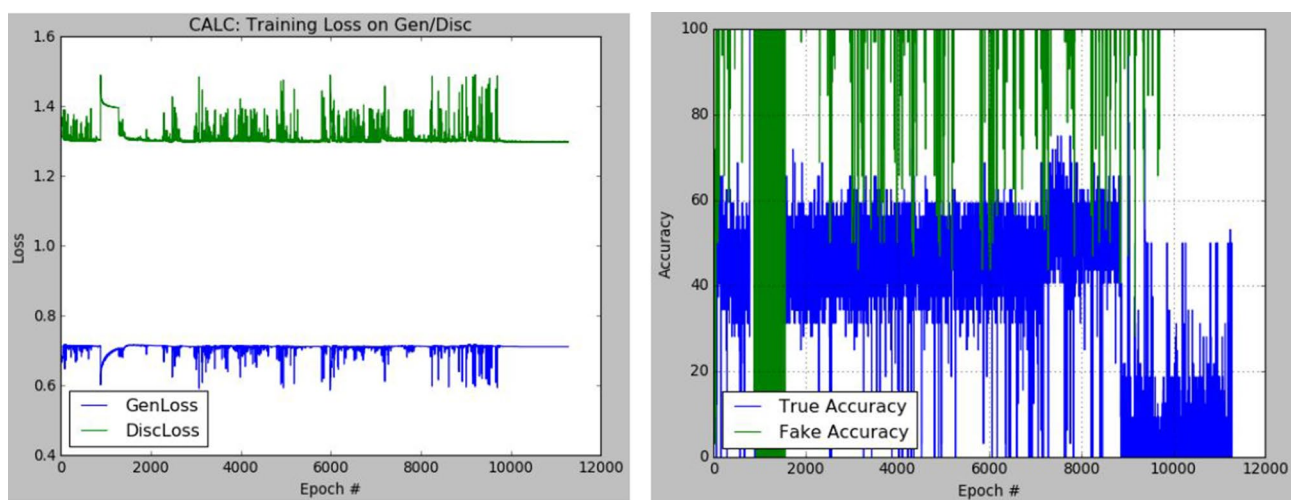 CALC: Training Loss on Gen/Disc
1.6
1.4
1.2
1.0
0.8
0.6
0.4
Loss
GenLoss
DiscLoss
0 2000 4000 6000 8000 10000 12000
Epoch #
100
80
60
40
20
0
Accuracy
True Accuracy
Fake Accuracy
0 2000 4000 6000 8000 10000 12000
Epoch #